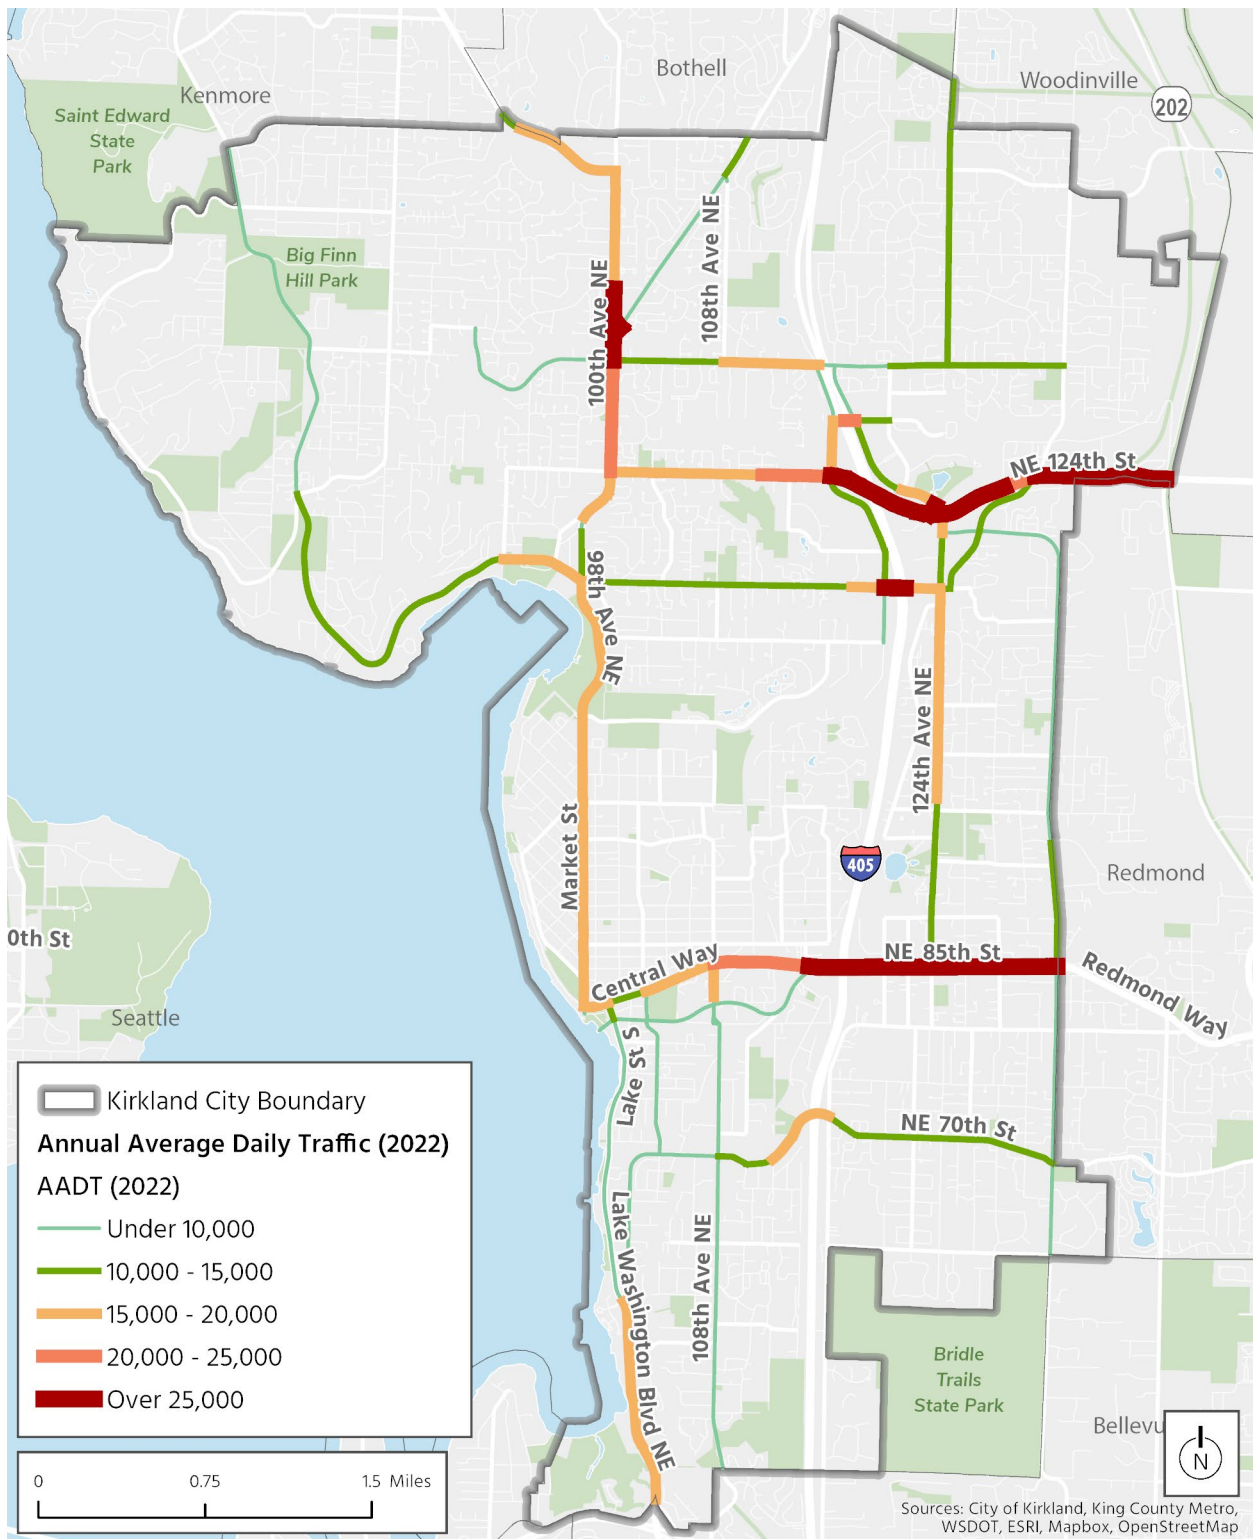 Bothell
Woodinville
Kenmore
202
Saint Edward
State
Park
Big Finn
Hill Park
108th Ave NE
100th Ave NE
NE 124th St
98th Ave NE
124th Ave NE
Market St
405
Redmond
0th St
NE 85th St
Central Way
Redmond Way
Seattle
Lake St S
NE 70th St
Lake Washington Blvd NE
108th Ave NE
Bridle
Trails
State Park
Bellevu
Kirkland City Boundary
Annual Average Daily Traffic (2022)
AADT (2022)
Under 10,000
10,000 - 15,000
15,000 - 20,000
20,000 - 25,000
Over 25,000
0 0.75 1.5 Miles
N
Sources: City of Kirkland, King County Metro,
WSDOT, ESRI, Mapbox, OpenStreetMap